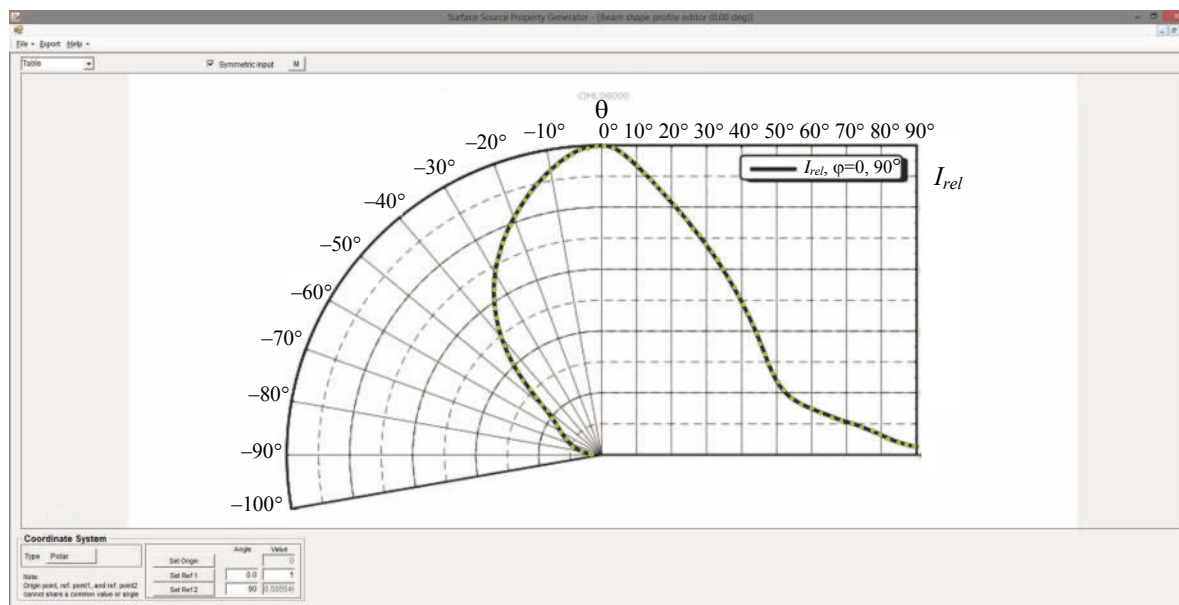 Surface Source Property Generator - [Beam shape profile editor (0.00 deg)]
File Export Help
Table
Symmetric input M
θ
0° 10° 20° 30° 40° 50° 60° 70° 80° 90°
−10°
−20°
−30°
−40°
−50°
−60°
−70°
−80°
−90°
−100°
I_rel, φ=0, 90°
I_rel
Coordinate System
Type Polar
Note:
Origin point, ref. point1, and ref. point2
cannot share a common value or angle
Angle Value
Set Origin 0
Set Ref 1 0.0 1
Set Ref 2 90